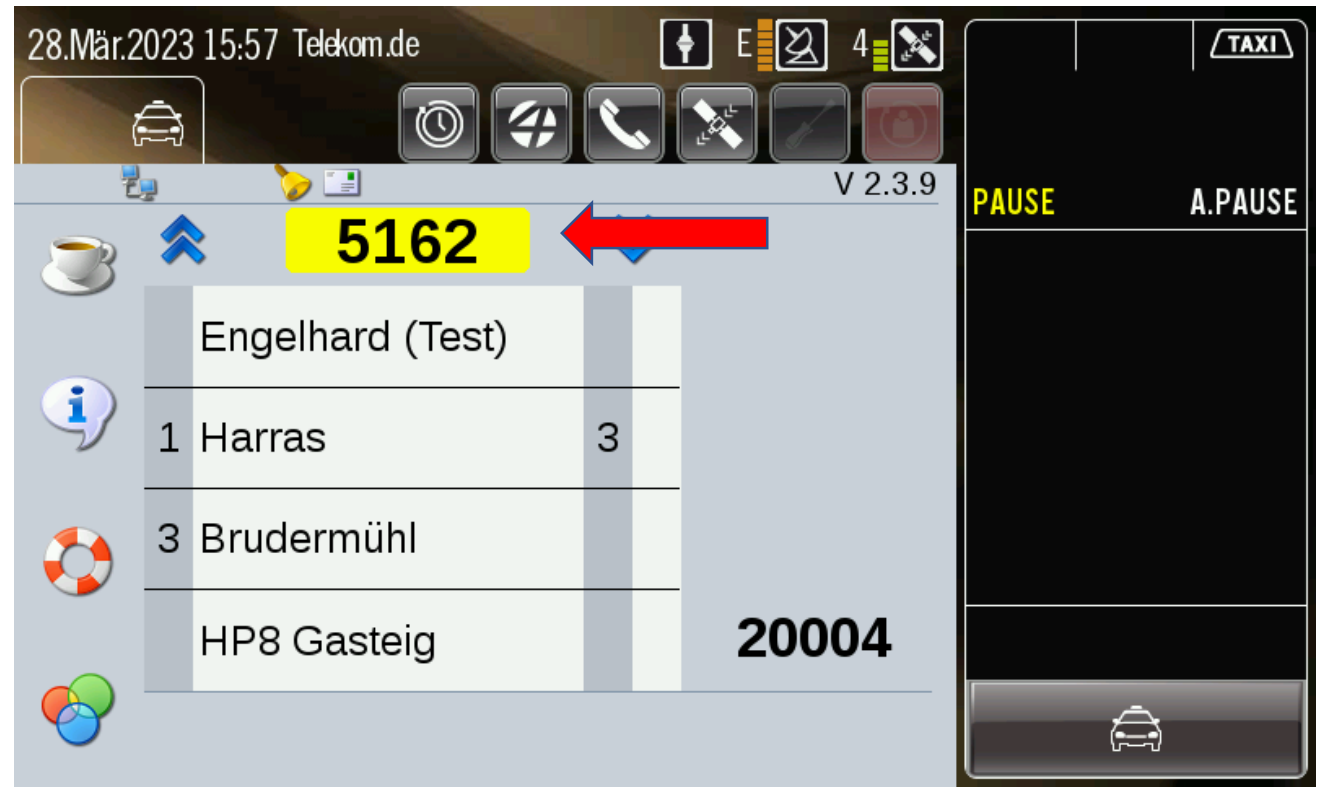 28.Mär.2023 15:57 Telekom.de E 4 TAXI
V 2.3.9
PAUSE A.PAUSE
5162
Engelhard (Test)
1 Harras 3
3 Brudermühl
HP8 Gasteig
20004